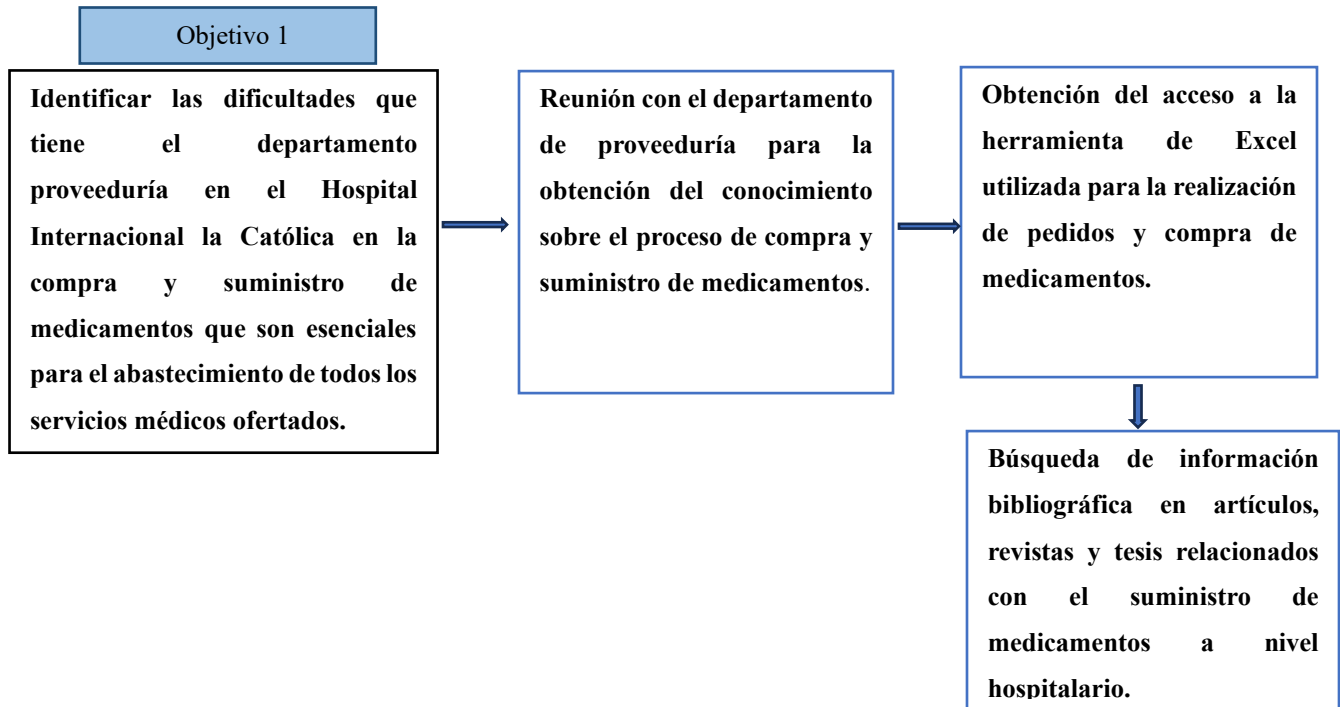 Objetivo 1
Identificar las dificultades que
tiene el departamento
proveeduría en el Hospital
Internacional la Católica en la
compra y suministro de
medicamentos que son esenciales
para el abastecimiento de todos los
servicios médicos ofertados.
Reunión con el departamento
de proveeduría para la
obtención del conocimiento
sobre el proceso de compra y
suministro de medicamentos.
Obtención del acceso a la
herramienta de Excel
utilizada para la realización
de pedidos y compra de
medicamentos.
Búsqueda de información
bibliográfica en artículos,
revistas y tesis relacionados
con el suministro de
medicamentos a nivel
hospitalario.